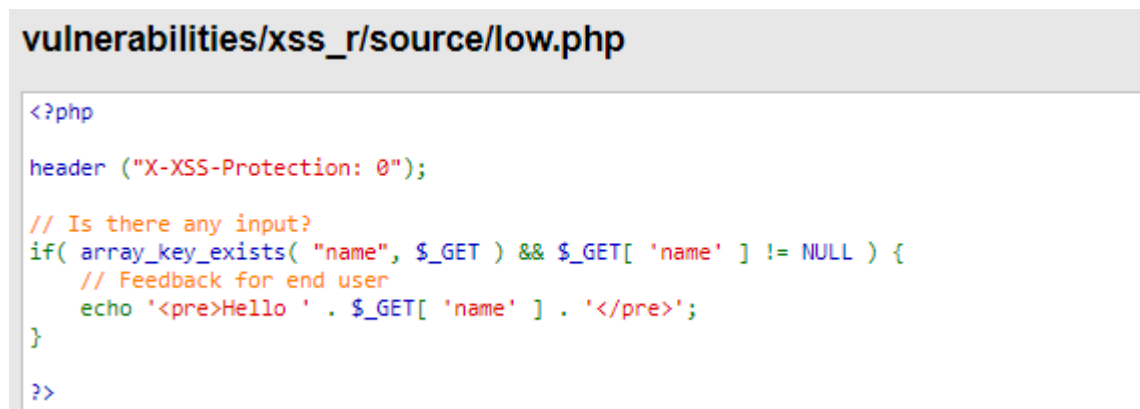 vulnerabilities/xss_r/source/low.php
<?php
header ("X-XSS-Protection: 0");
// Is there any input?
if( array_key_exists( "name", $_GET ) && $_GET[ 'name' ] != NULL ) {
    // Feedback for end user
    echo '<pre>Hello ' . $_GET[ 'name' ] . '</pre>';
}
?>